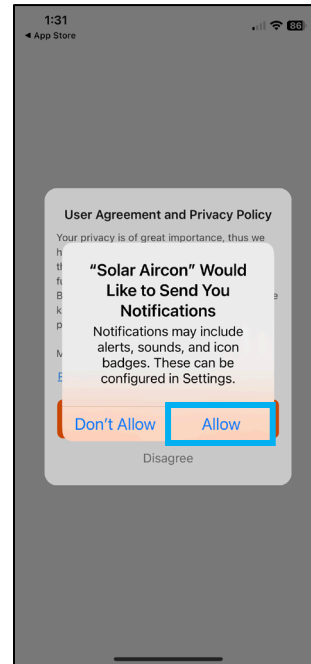 1:31
86
◀ App Store
User Agreement and Privacy Policy
Your privacy is of great importance, thus we
"Solar Aircon" Would
Like to Send You
Notifications
Notifications may include
alerts, sounds, and icon
badges. These can be
configured in Settings.
Don't Allow
Allow
Disagree